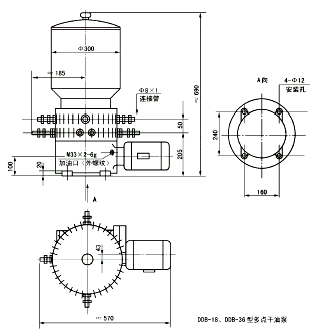 Φ300
~185
Φ8×1
连接管
~690
50
M33×2-6g
加油口（外螺纹）
100
20
205
A
A向
4-Φ12
安装孔
240
160
43
~570
DDB-18、DDB-36型多点干油泵